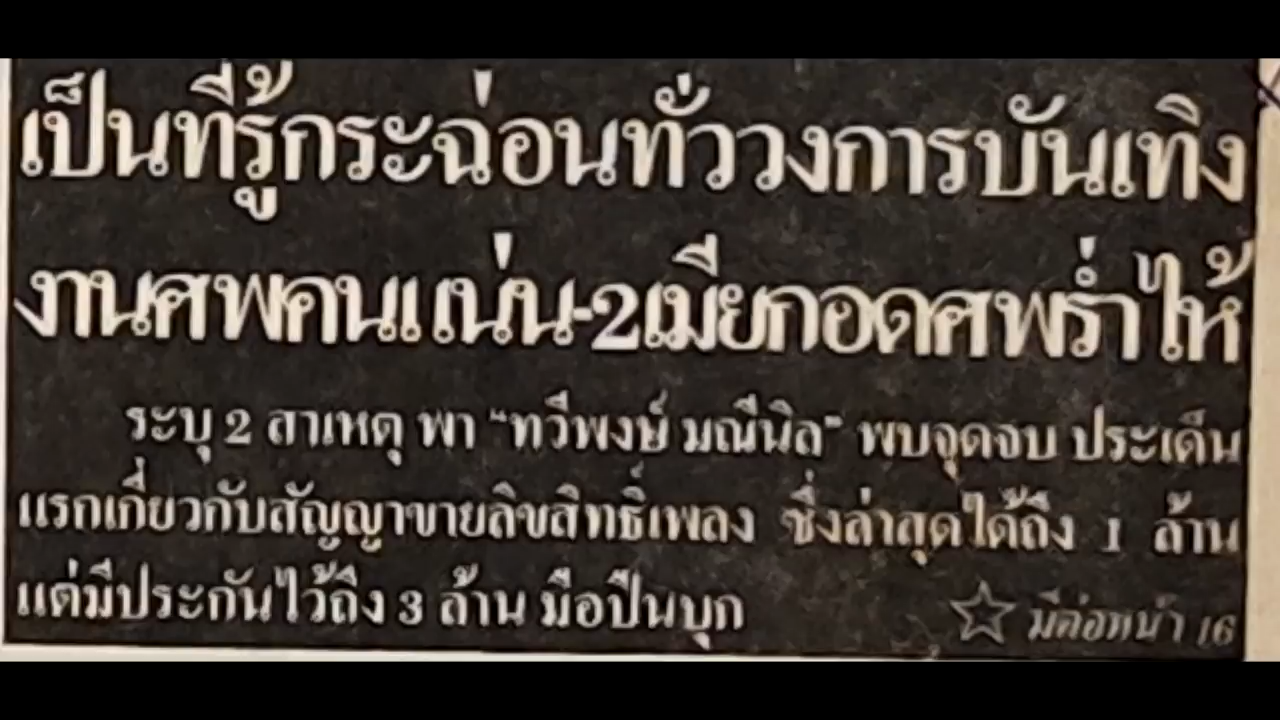 เป็นที่รู้กระฉ่อนทั่ววงการบันเทิง
งานศพคนแน่น-2เมียกอดศพร่ำไห้
ระบุ 2 สาเหตุ พา “ทวีพงษ์ มณีนิล” พบจุดจบ ประเด็น
แรกเกี่ยวกับสัญญาขายลิขสิทธิ์เพลง ซึ่งล่าสุดได้ถึง 1 ล้าน
แต่มีประกันไว้ถึง 3 ล้าน มือปืนบุก
☆ มีต่อหน้า 16